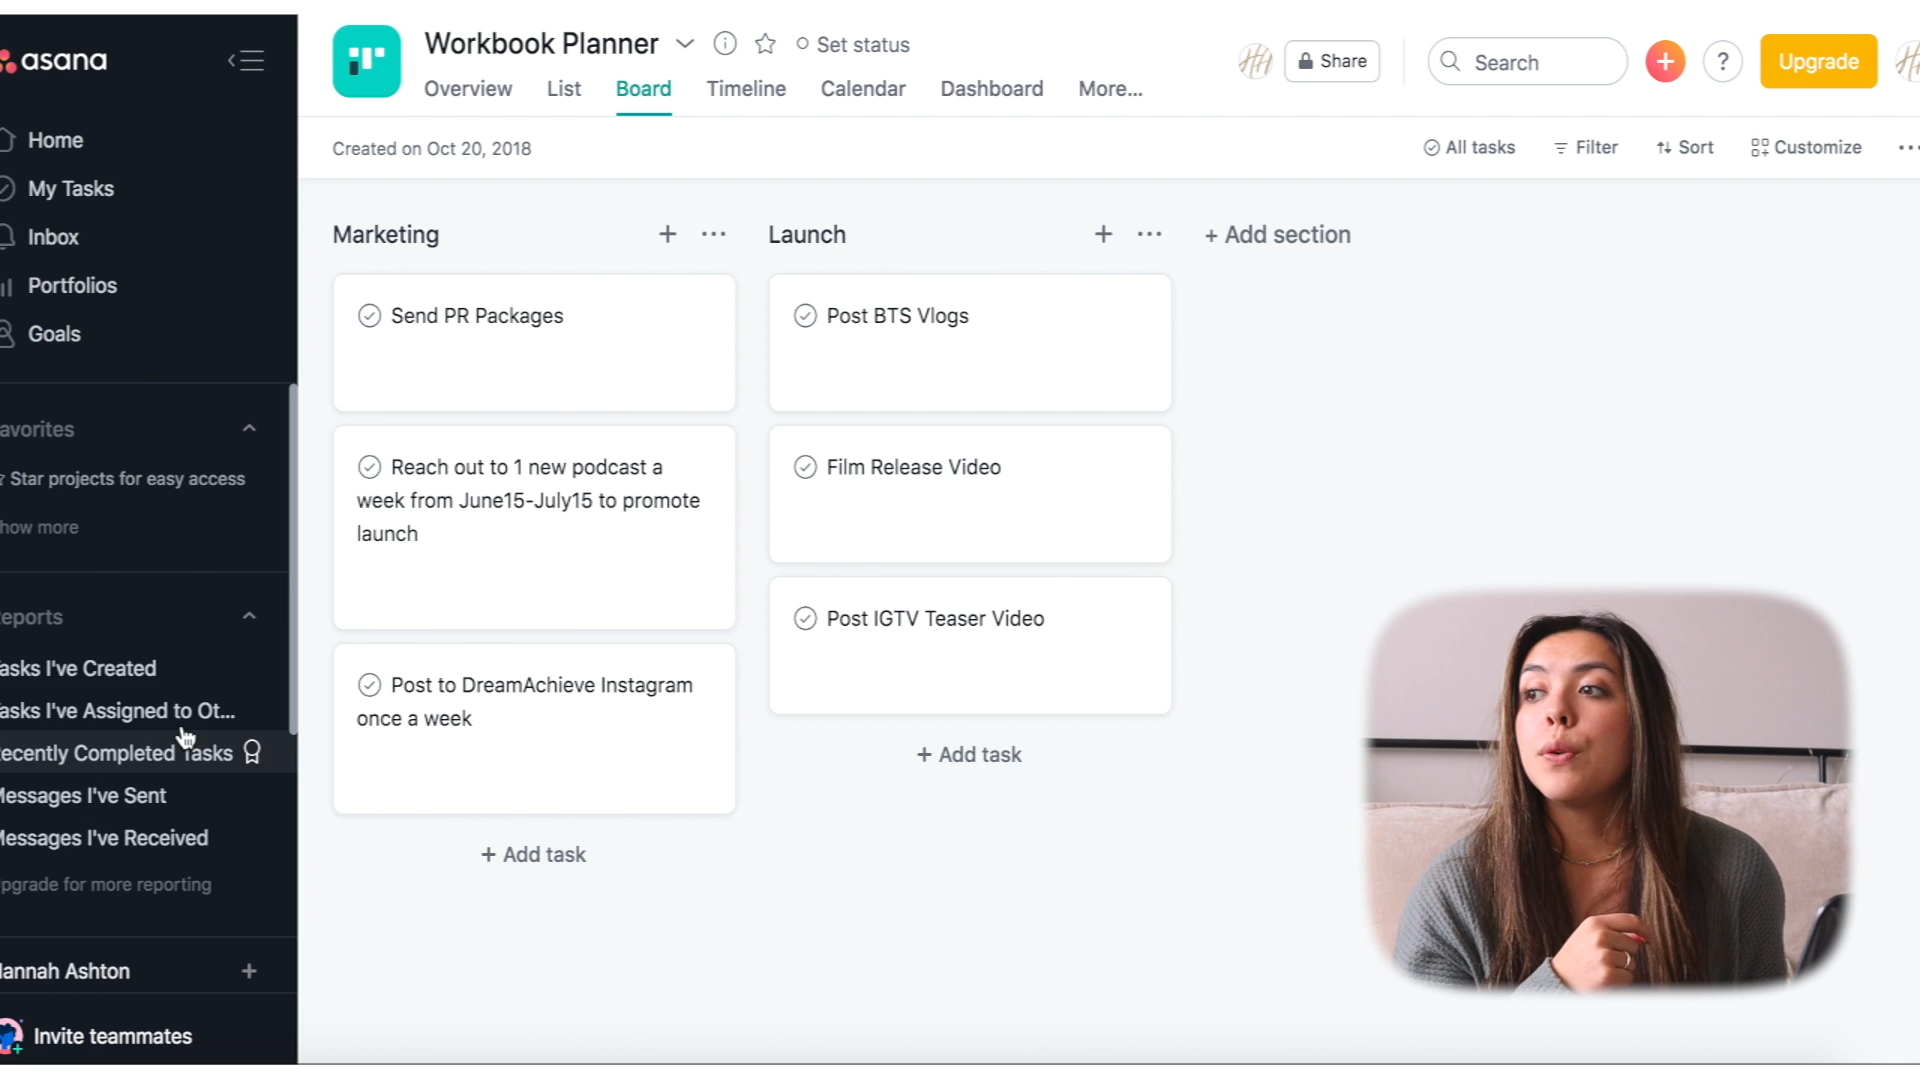 asana
Home
My Tasks
Inbox
Portfolios
Goals
avorites
Star projects for easy access
how more
eports
asks I've Created
asks I've Assigned to Ot...
ecently Completed Tasks
Messages I've Sent
Messages I've Received
pgrade for more reporting
Hannah Ashton
+
Invite teammates
Workbook Planner
Set status
Overview List Board Timeline Calendar Dashboard More...
Share
Search
+
?
Upgrade
Created on Oct 20, 2018
All tasks Filter Sort Customize ...
Marketing + ...
Send PR Packages
Reach out to 1 new podcast a
week from June15-July15 to promote
launch
Post to DreamAchieve Instagram
once a week
+ Add task
Launch + ...
Post BTS Vlogs
Film Release Video
Post IGTV Teaser Video
+ Add task
+ Add section